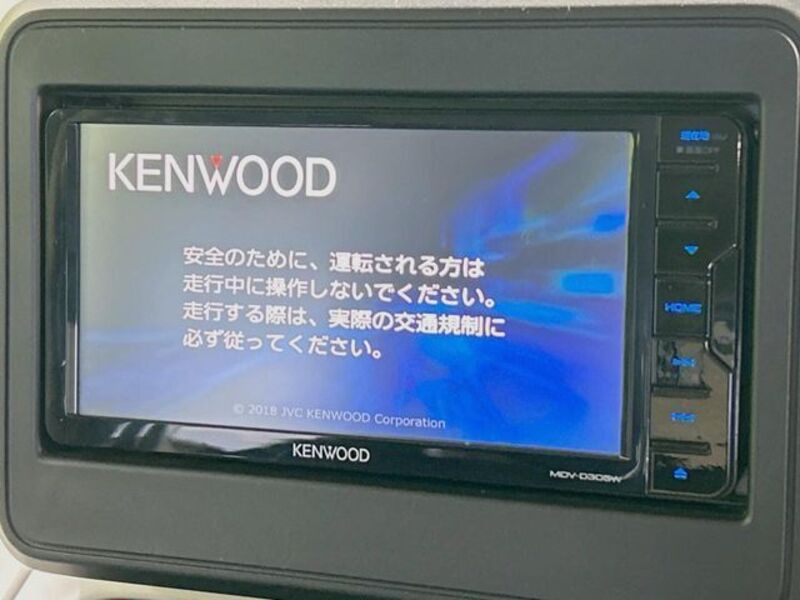 KENWOOD
安全のために、運転される方は
走行中に操作しないでください。
走行する際は、実際の交通規制に
必ず従ってください。
© 2018 JVC KENWOOD Corporation
KENWOOD
MDV-D305W
現在地
HOME